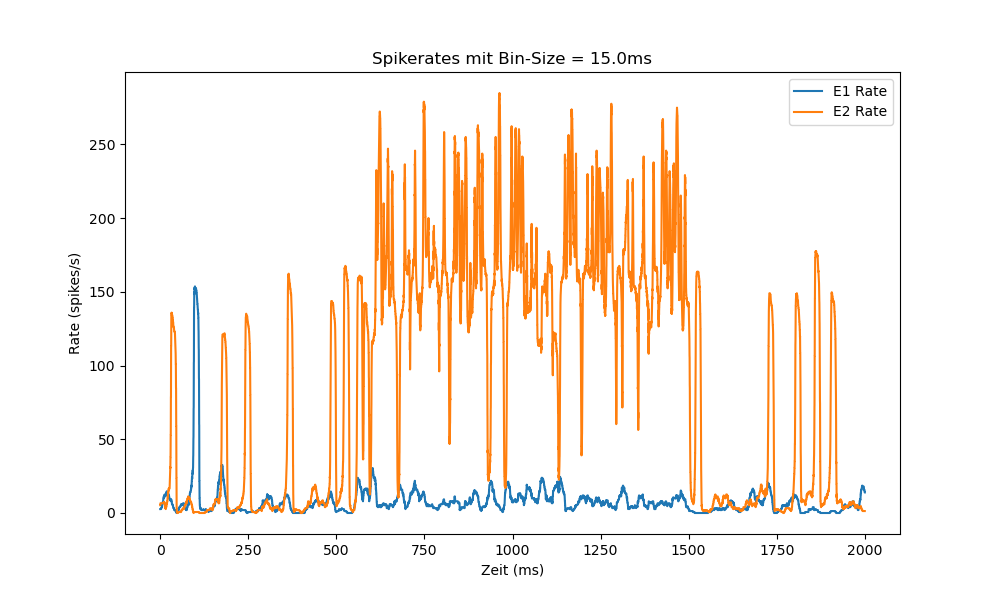 Spikerates mit Bin-Size = 15.0ms
E1 Rate
E2 Rate
Rate (spikes/s)
250
200
150
100
50
0
0 250 500 750 1000 1250 1500 1750 2000
Zeit (ms)